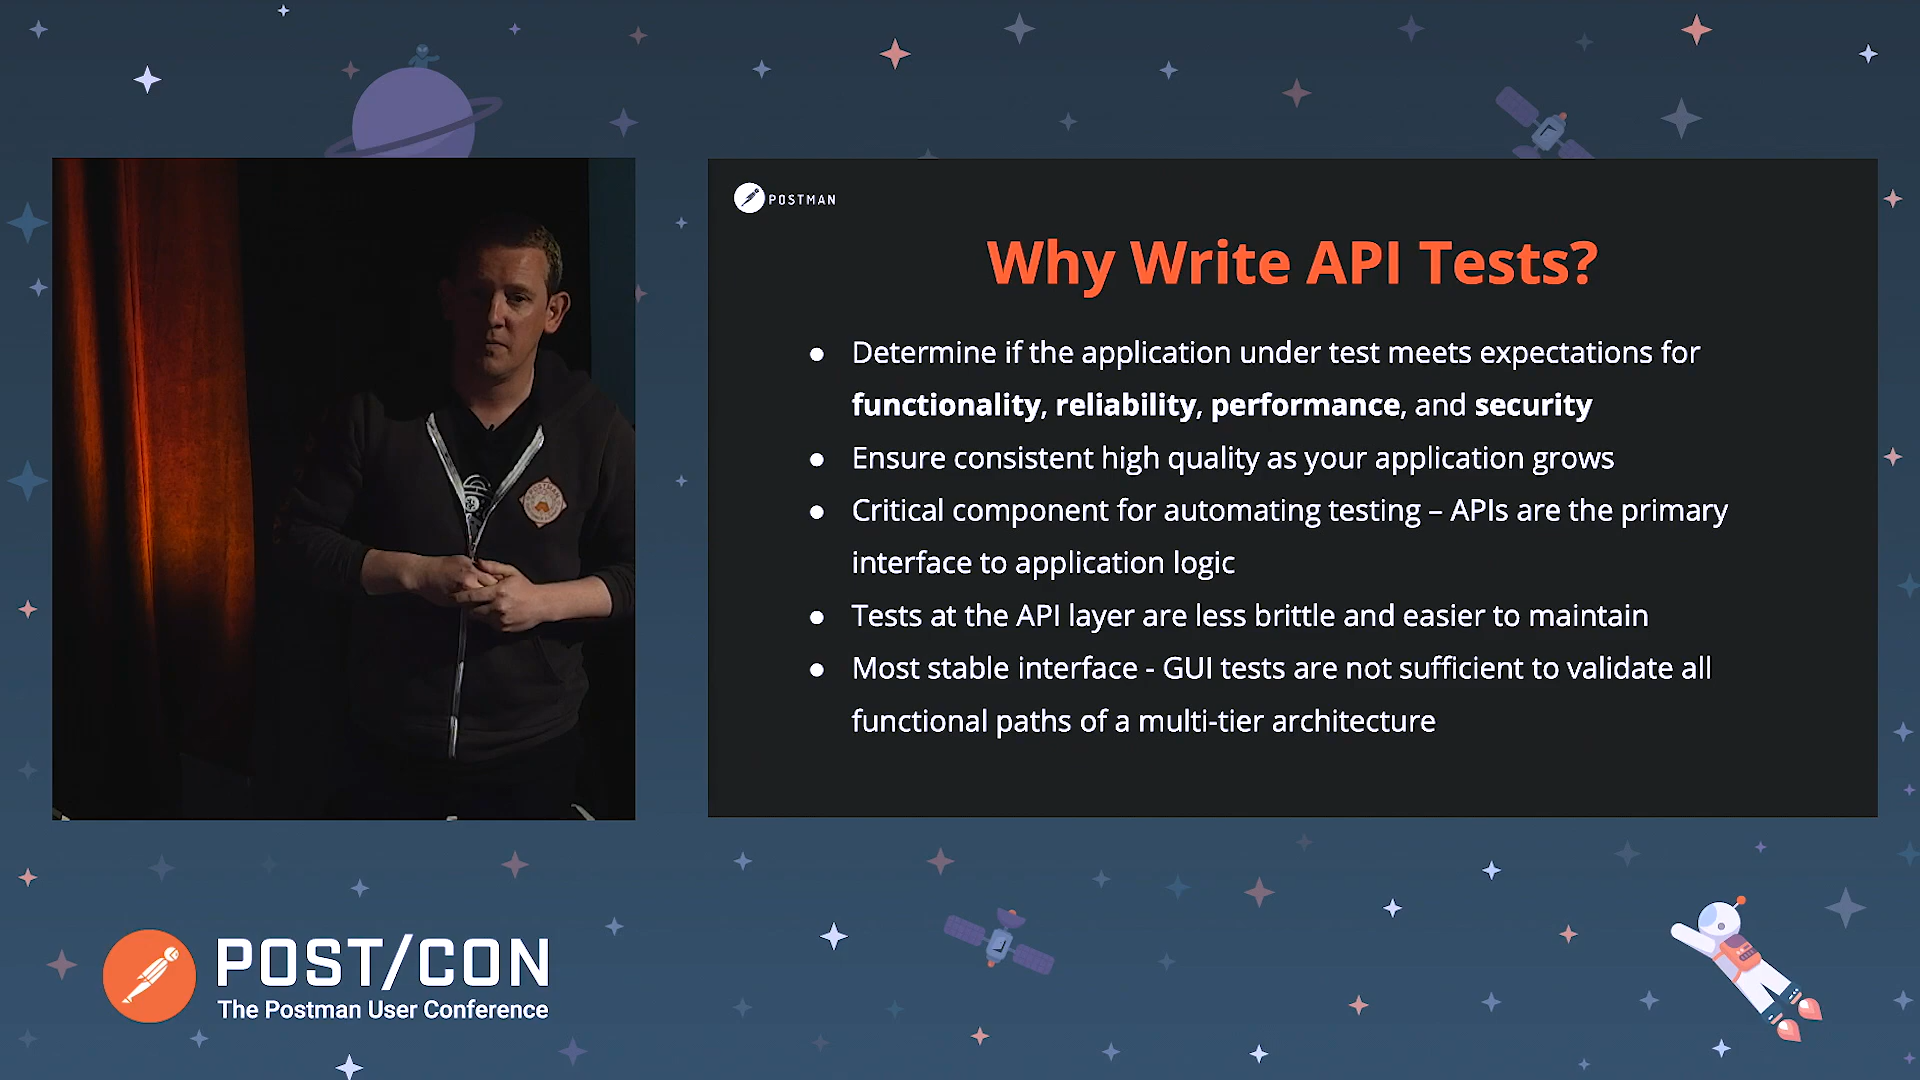 POSTMAN
Why Write API Tests?
● Determine if the application under test meets expectations for
functionality, reliability, performance, and security
● Ensure consistent high quality as your application grows
● Critical component for automating testing – APIs are the primary
interface to application logic
● Tests at the API layer are less brittle and easier to maintain
● Most stable interface - GUI tests are not sufficient to validate all
functional paths of a multi-tier architecture
POSTMAN
POST/CON
The Postman User Conference